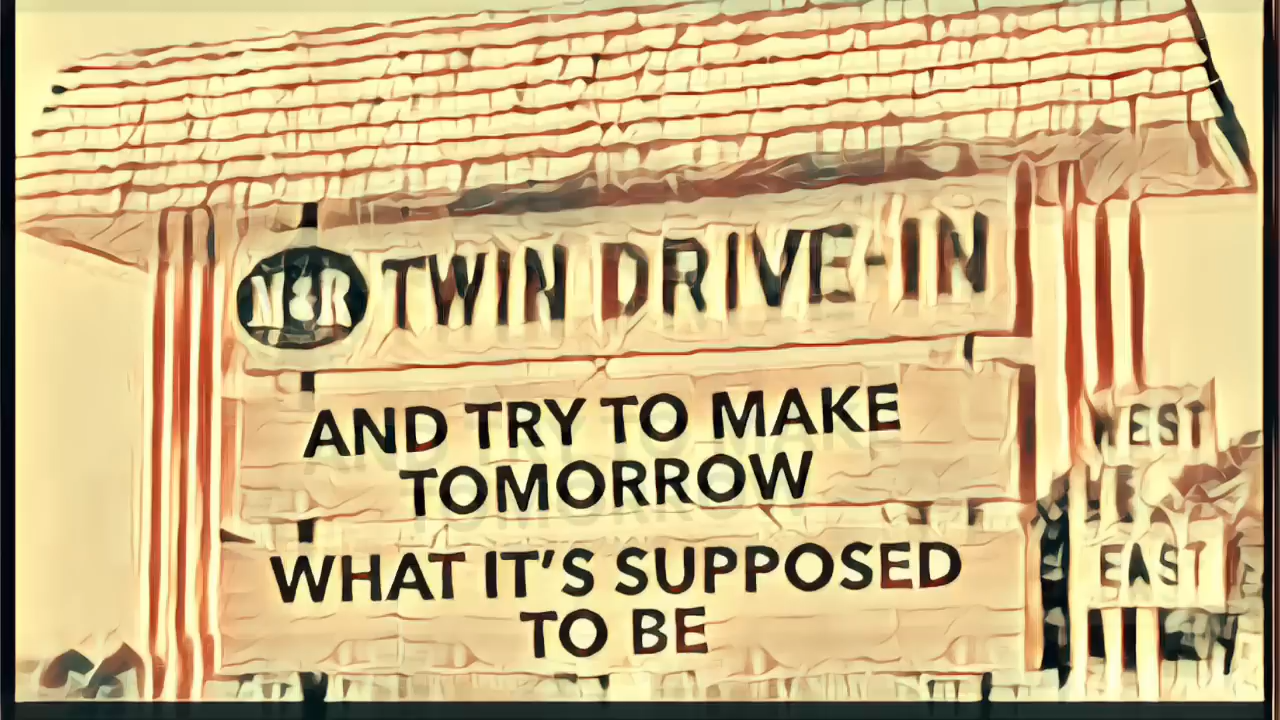 N&R TWIN DRIVE-IN
AND TRY TO MAKE
TOMORROW
WHAT IT'S SUPPOSED
TO BE
WEST
EAST